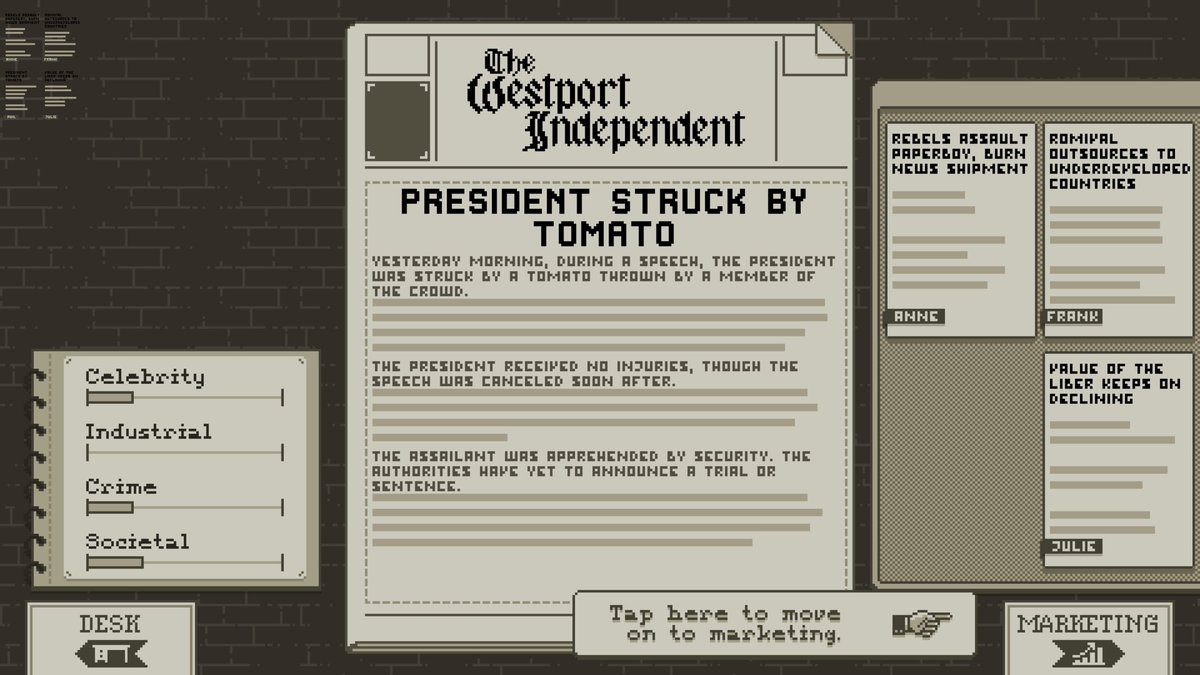 The
Westport
Independent
PRESIDENT STRUCK BY
TOMATO
YESTERDAY MORNING, DURING A SPEECH, THE PRESIDENT
WAS STRUCK BY A TOMATO THROWN BY A MEMBER OF
THE CROWD.
THE PRESIDENT RECEIVED NO INJURIES, THOUGH THE
SPEECH WAS CANCELED SOON AFTER.
THE ASSAILANT WAS APPREHENDED BY SECURITY. THE
AUTHORITIES HAVE YET TO ANNOUNCE A TRIAL OR
SENTENCE.
REBELS ASSAULT
PAPERBOY, BURN
NEWS SHIPMENT
ANNE
ROMIVAL
OUTSOURCES TO
UNDERDEVELOPED
COUNTRIES
FRANK
VALUE OF THE
LIBER KEEPS ON
DECLINING
JULIE
Celebrity
Industrial
Crime
Societal
DESK
Tap here to move
on to marketing.
MARKETING